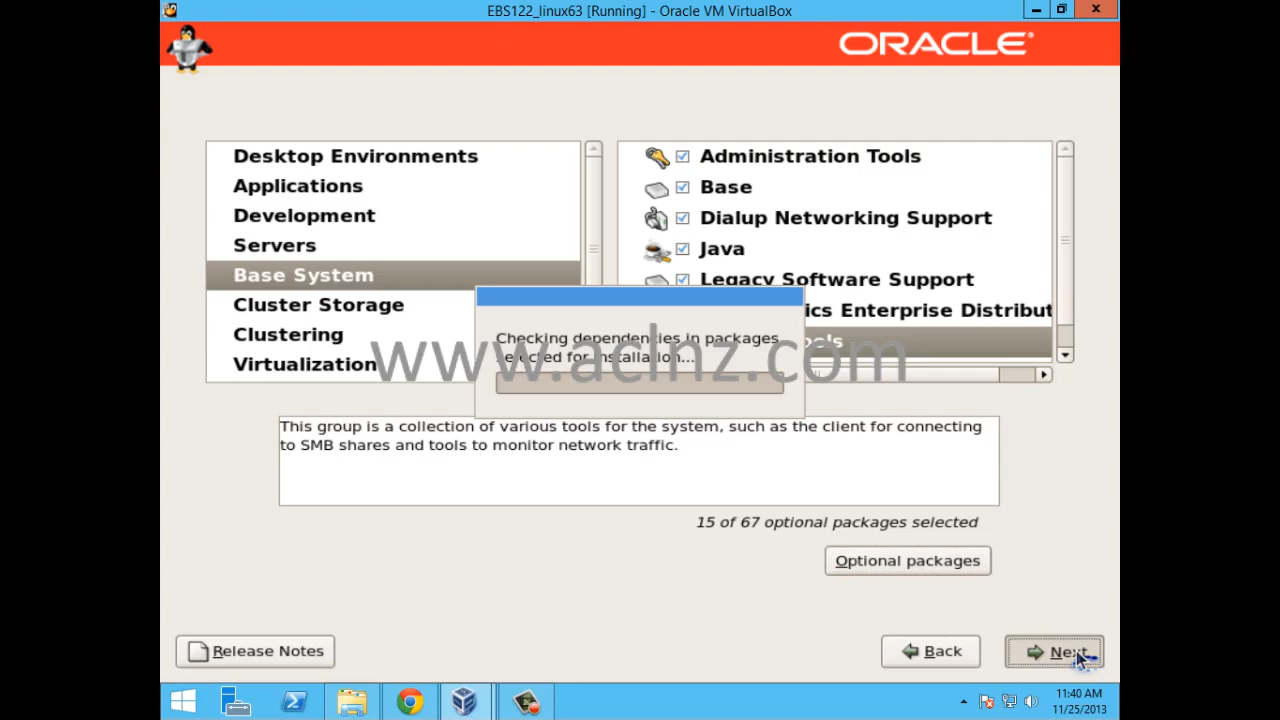 EBS122_linux63 [Running] - Oracle VM VirtualBox
ORACLE®
Desktop Environments
Applications
Development
Servers
Base System
Cluster Storage
Clustering
Virtualization
Administration Tools
Base
Dialup Networking Support
Java
Legacy Software Support
Enterprise Distribut
Checking dependencies in packages
selected for installation...
www.aclnz.com
This group is a collection of various tools for the system, such as the client for connecting
to SMB shares and tools to monitor network traffic.
15 of 67 optional packages selected
Optional packages
Release Notes
Back
Next
11:40 AM
11/25/2013